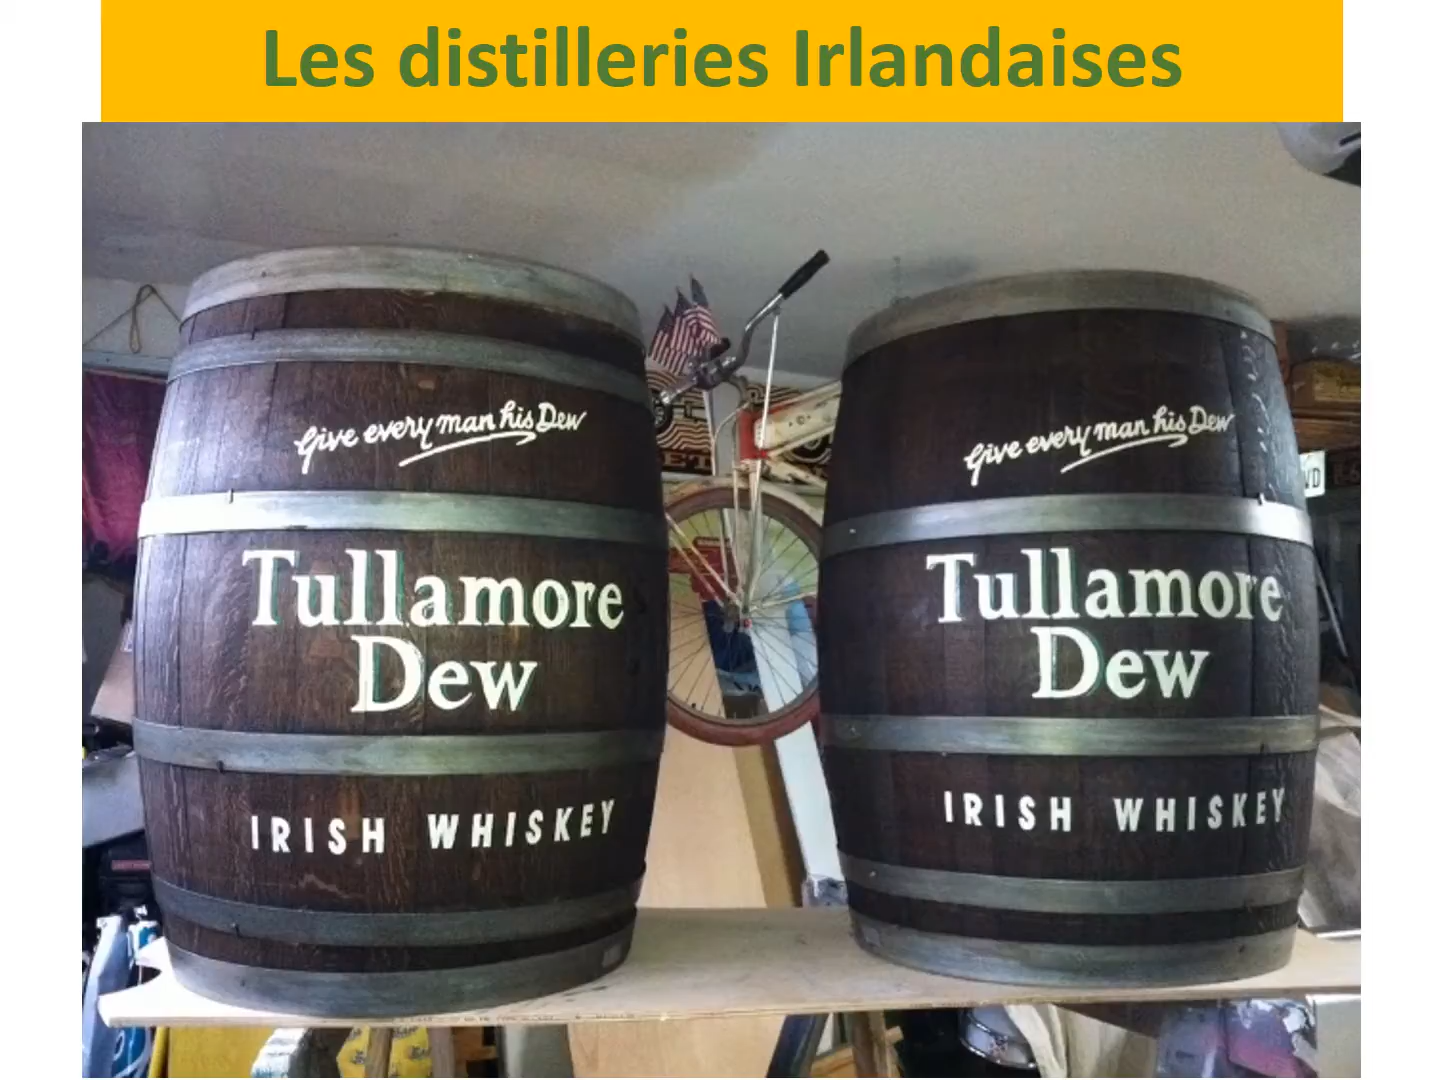 Les distilleries Irlandaises
Give every man his Dew
Tullamore
Dew
IRISH WHISKEY
Give every man his Dew
Tullamore
Dew
IRISH WHISKEY
VD